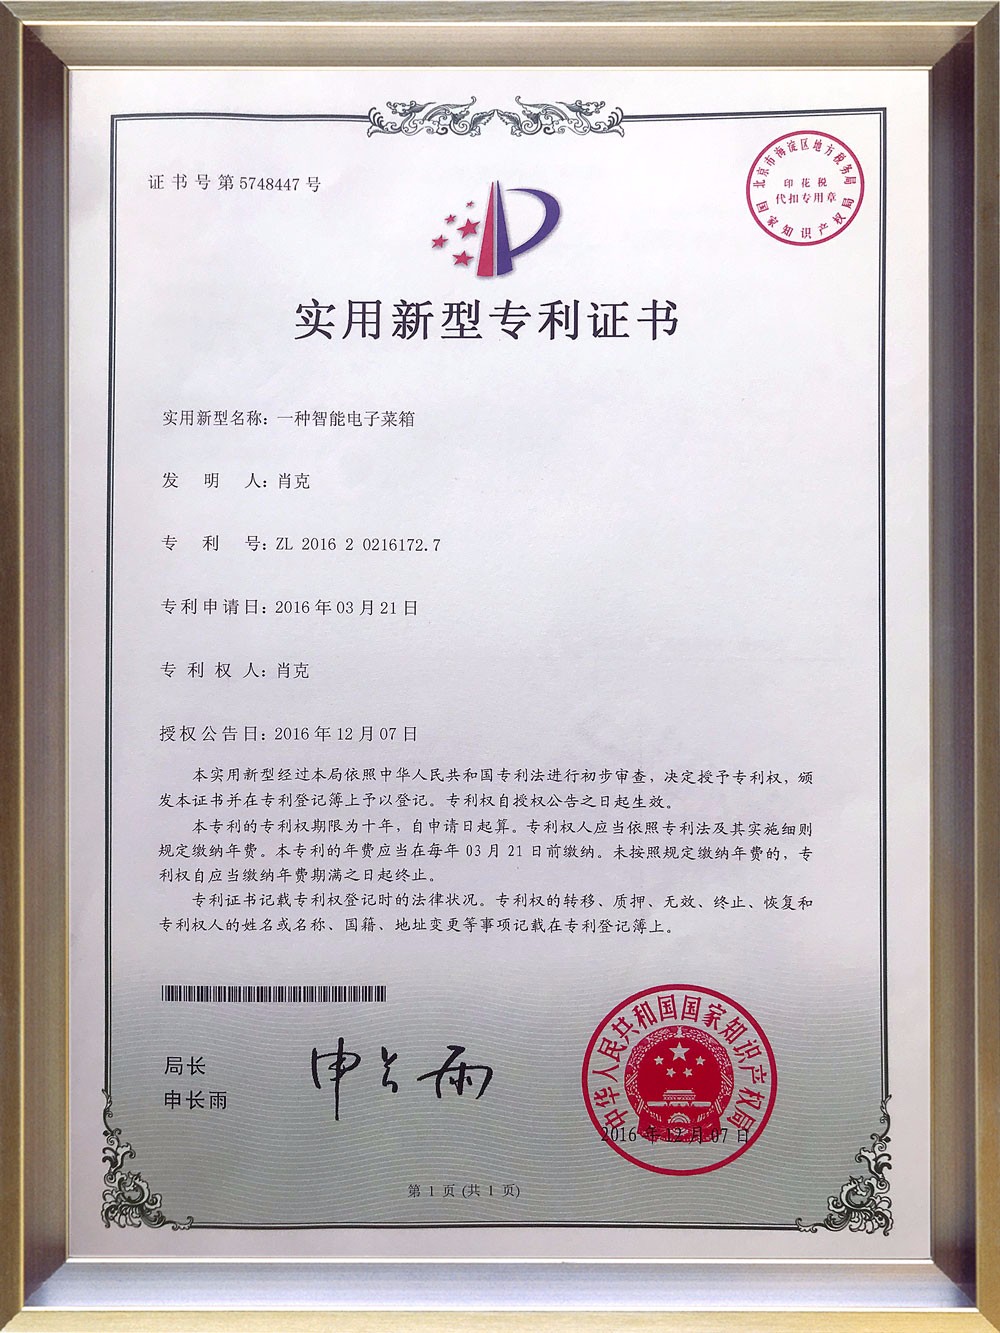 证书号第5748447号
北京市海淀区地方税务局
印花税
代扣专用章
国家知识产权局
实用新型专利证书
实用新型名称：一种智能电子菜箱
发明人：肖克
专利号：ZL 2016 2 0216172.7
专利申请日：2016年03月21日
专利权人：肖克
授权公告日：2016年12月07日
本实用新型经过本局依照中华人民共和国专利法进行初步审查，决定授予专利权，颁
发本证书并在专利登记簿上予以登记。专利权自授权公告之日起生效。
本专利的专利权期限为十年，自申请日起算。专利权人应当依照专利法及其实施细则
规定缴纳年费。本专利的年费应当在每年03月21日前缴纳。未按照规定缴纳年费的，专
利权自应当缴纳年费期满之日起终止。
专利证书记载专利权登记时的法律状况。专利权的转移、质押、无效、终止、恢复和
专利权人的姓名或名称、国籍、地址变更等事项记载在专利登记簿上。
局长
申长雨
申长雨
中华人民共和国国家知识产权局
2016年12月07日
第1页(共1页)